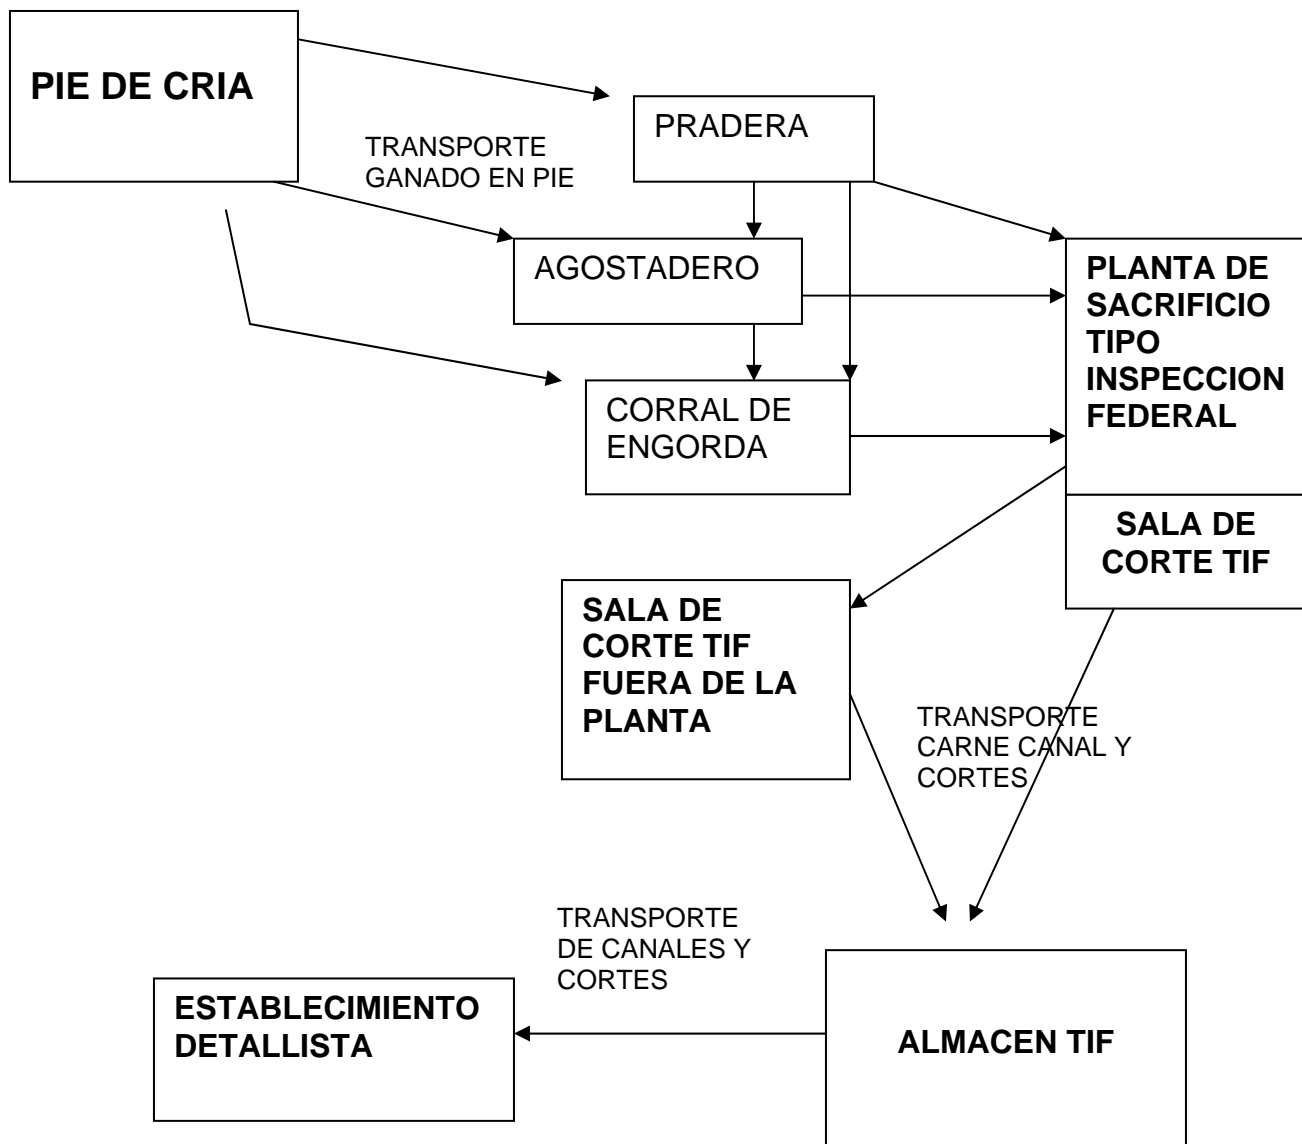 PIE DE CRIA
TRANSPORTE
GANADO EN PIE
PRADERA
AGOSTADERO
CORRAL DE
ENGORDA
PLANTA DE
SACRIFICIO
TIPO
INSPECCION
FEDERAL
SALA DE
CORTE TIF
SALA DE
CORTE TIF
FUERA DE LA
PLANTA
TRANSPORTE
CARNE CANAL Y
CORTES
TRANSPORTE
DE CANALES Y
CORTES
ESTABLECIMIENTO
DETALLISTA
ALMACEN TIF